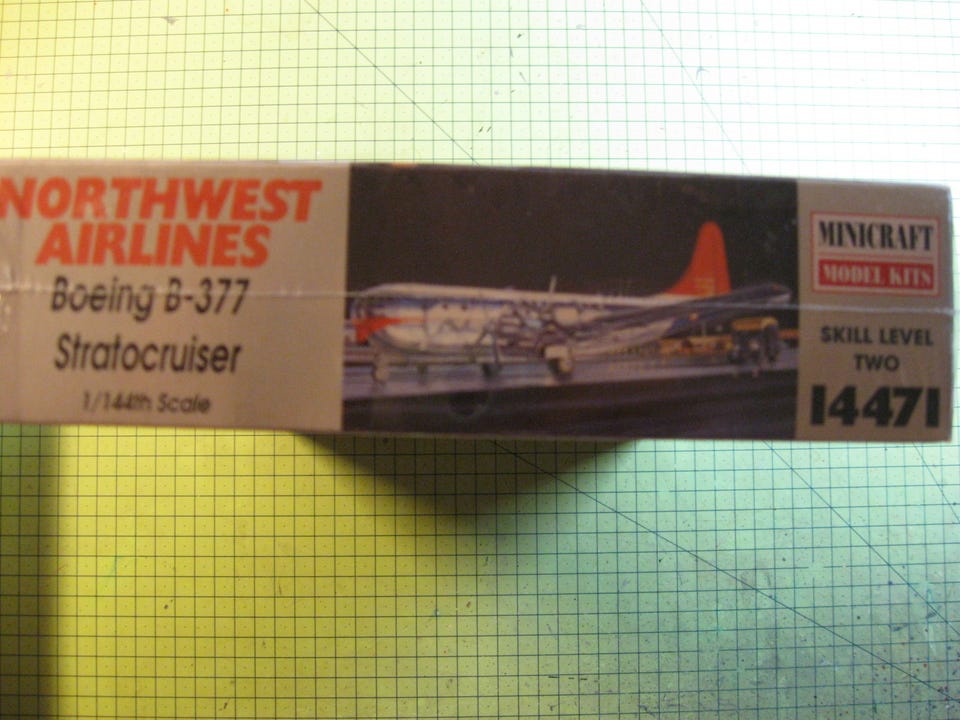 NORTHWEST
AIRLINES
Boeing B-377
Stratocruiser
1/144th Scale
MINICRAFT
MODEL KITS
SKILL LEVEL
TWO
14471